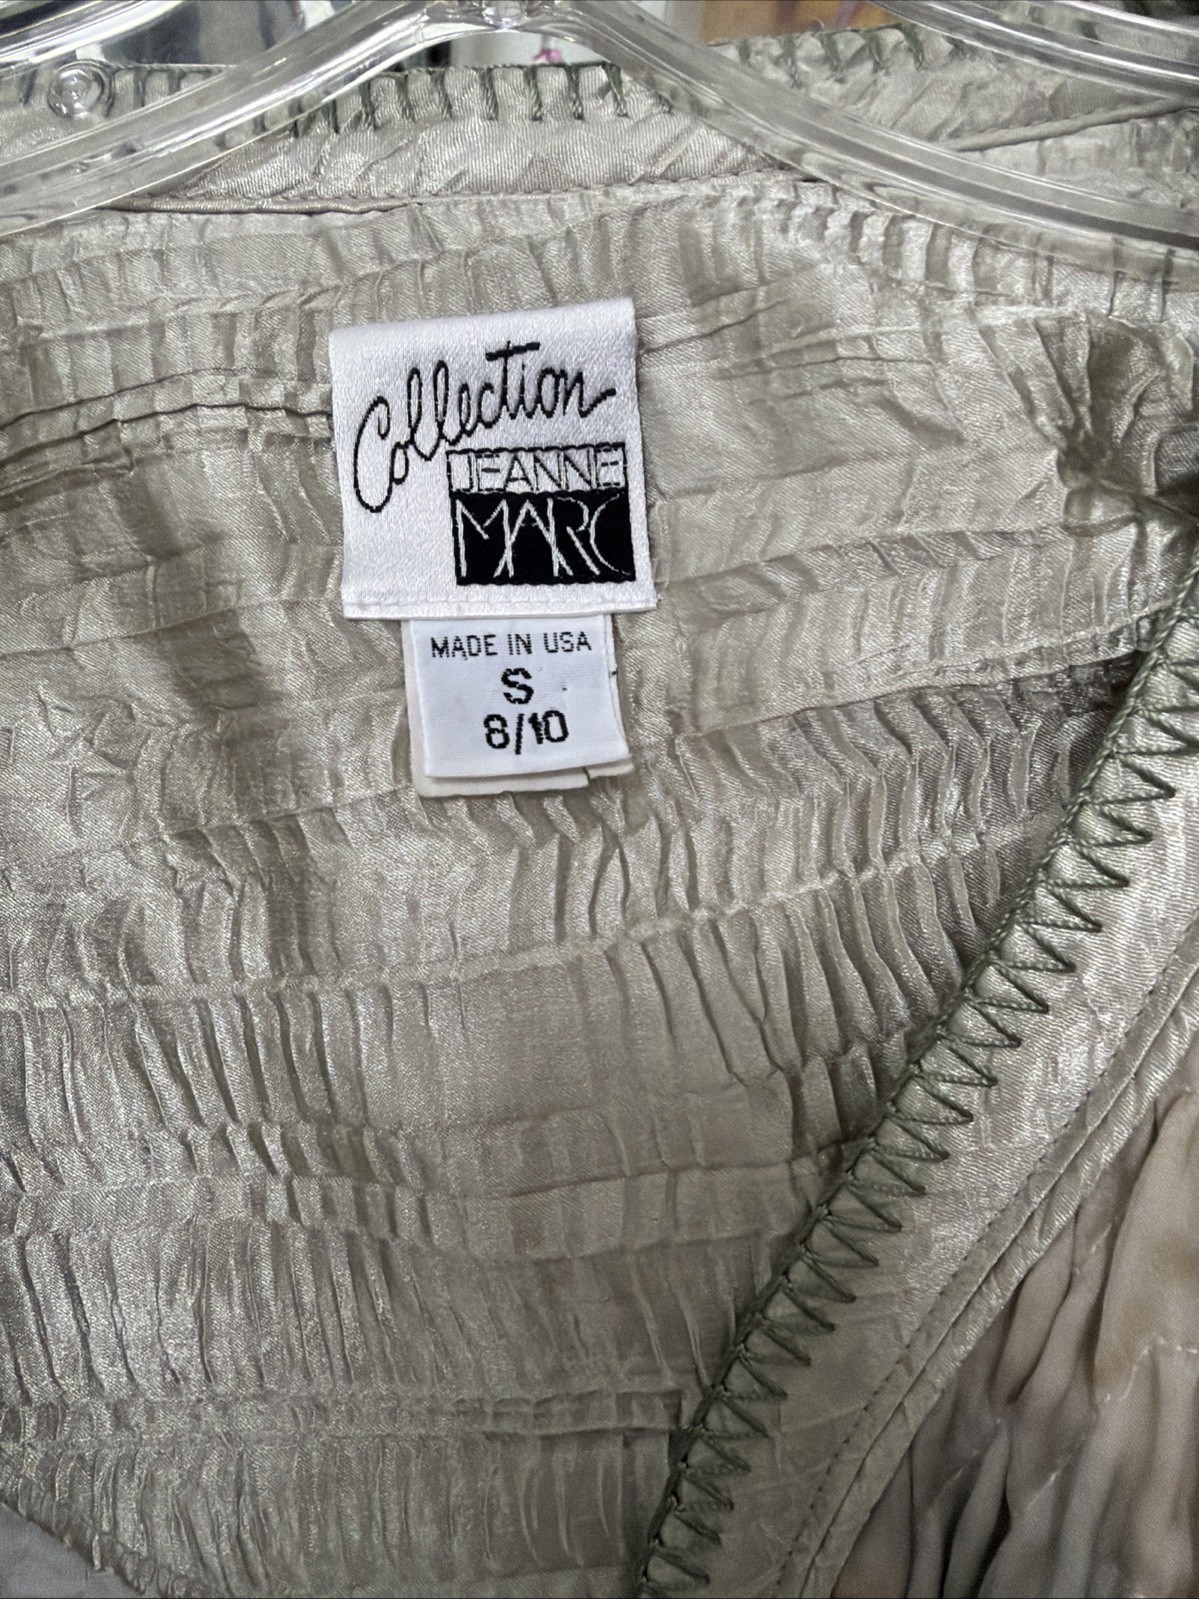 Collection
JEANNE
MARC
MADE IN USA
S
8/10